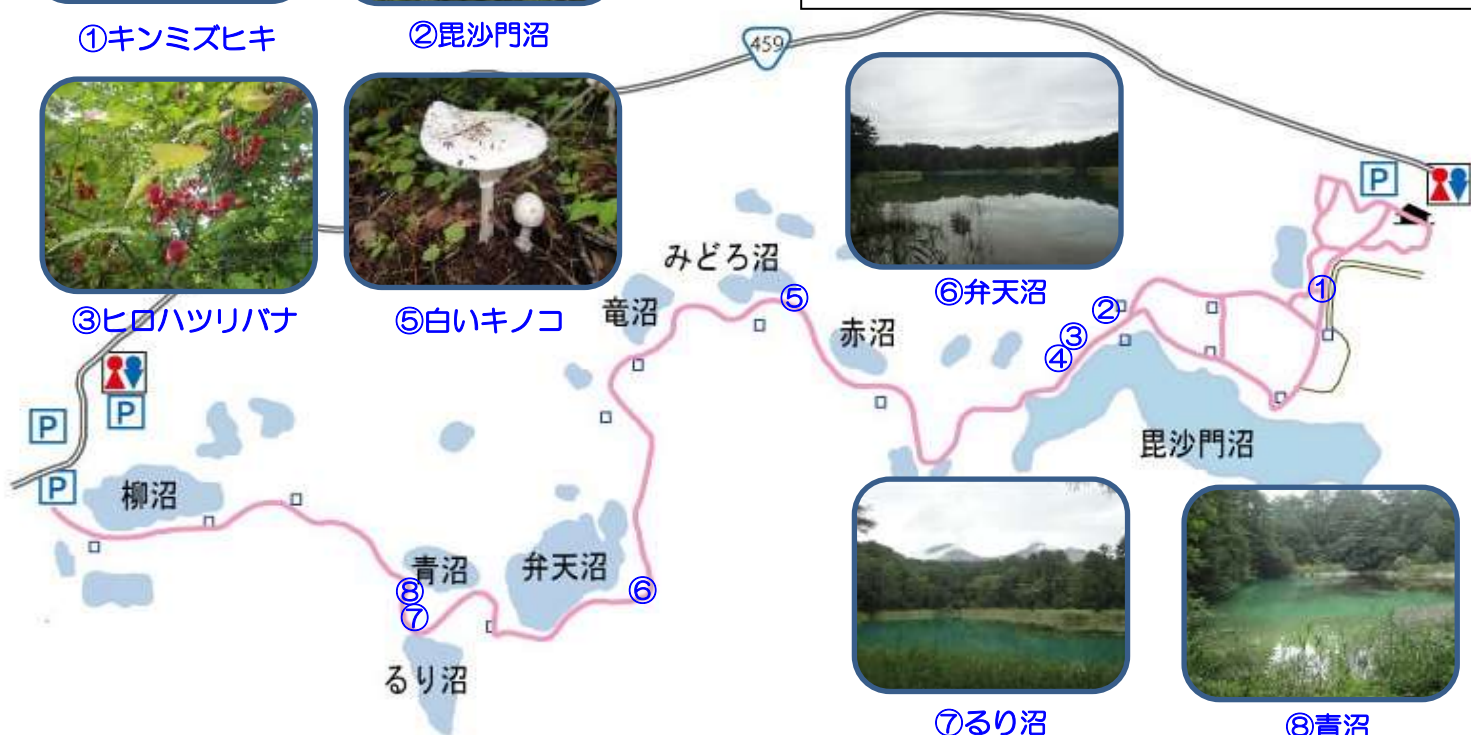 ①キンミズヒキ
②毘沙門沼
459
③ヒロハツリバナ
⑤白いキノコ
⑥弁天沼
P
みどろ沼
⑤
竜沼
赤沼
①
②
③
④
P
P
P
毘沙門沼
柳沼
青沼
弁天沼
⑥
⑧
⑦
るり沼
⑦るり沼
⑧青沼